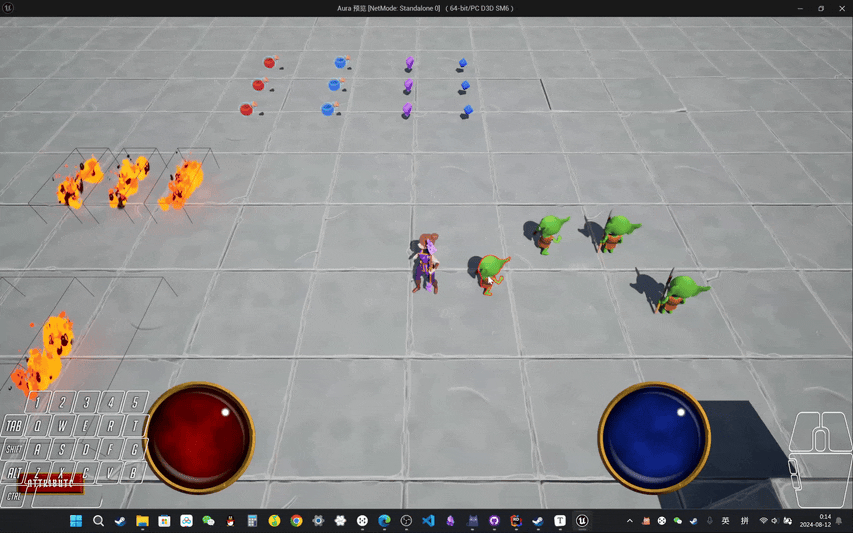 Aura 预览 [NetMode: Standalone 0] ( 64-bit/PC D3D SM6 )
1 2 3 4 5
TAB Q W E R T
SHIFT A S D F G
ALT Z X C V B
ATTRIBUTE
CTRL
英 拼 0:14
2024-08-12